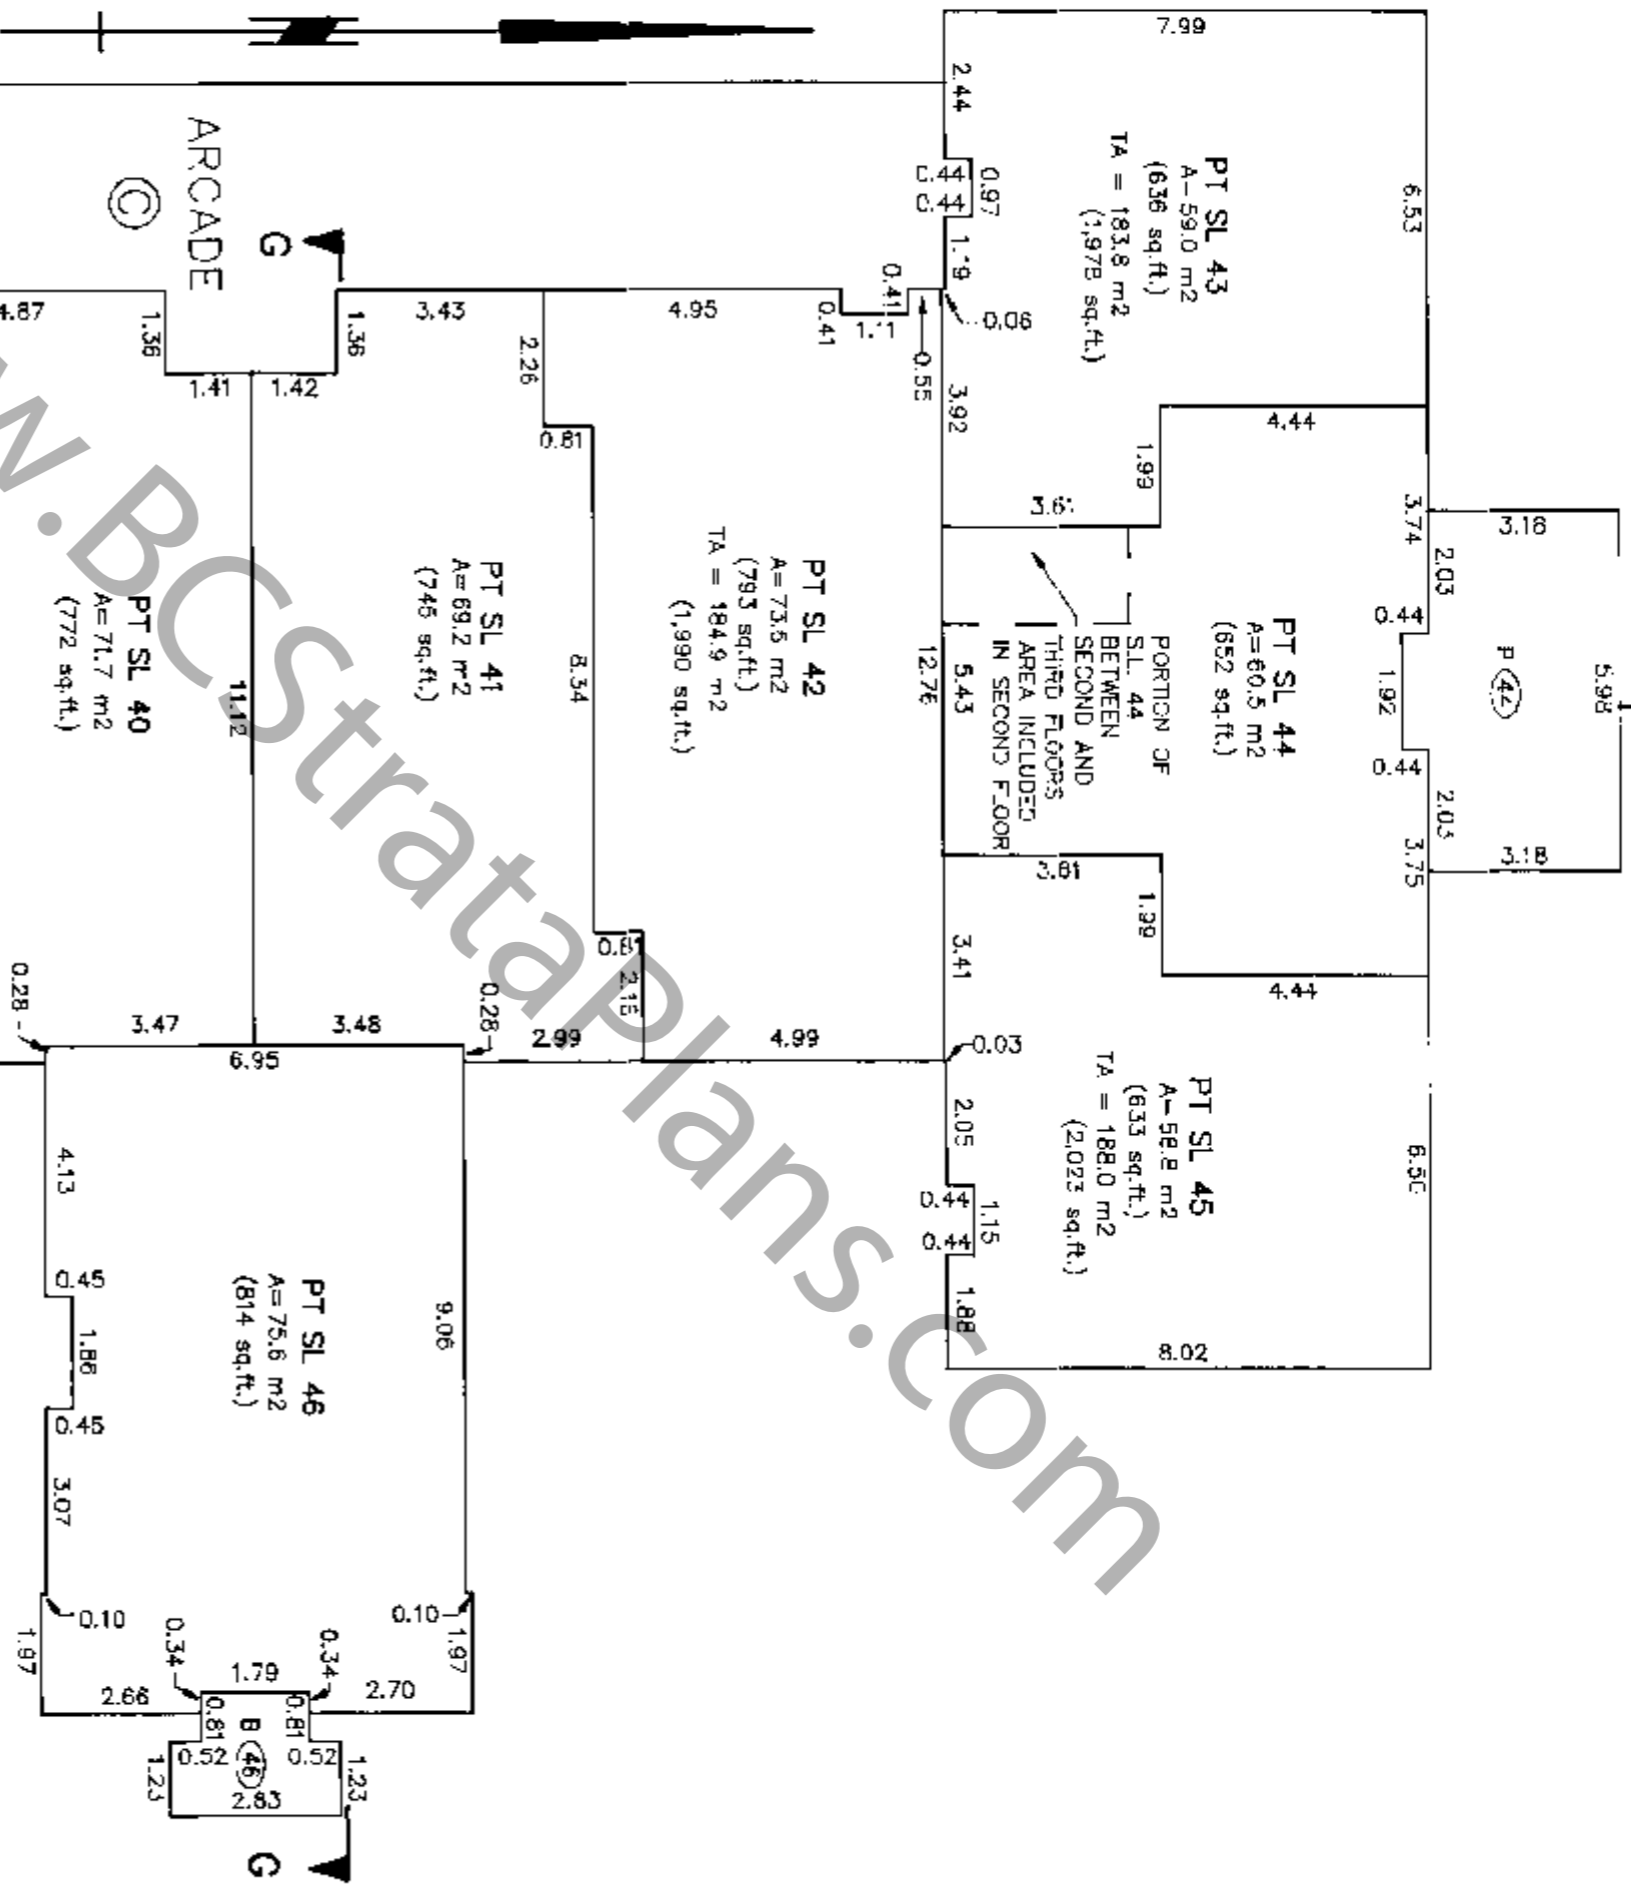 7.99
2.44
6.53
PT SL 43
A-59.0 m2
(636 sq.ft.)
TA = 183.8 m2
(1,978 sq.ft.)
0.44
0.44
0.97
1.19
0.06
ARCADE
©
G
4.87
1.36
1.41
1.42
1.36
3.43
4.95
0.41
1.11
0.41
0.55
3.92
2.26
0.81
4.44
1.99
3.61
3.74
3.18
2.03
0.44
P 44
5.98
1.92
0.44
2.03
3.75
3.18
PT SL 44
A=60.5 m2
(652 sq.ft.)
PORTION OF
S.L. 44
BETWEEN
SECOND AND
THIRD FLOORS
AREA INCLUDED
IN SECOND FLOOR
PT SL 42
A=73.5 m2
(793 sq.ft.)
TA = 184.9 m2
(1,990 sq.ft.)
12.76
5.43
8.34
PT SL 41
A=69.2 m2
(745 sq.ft.)
11.12
PT SL 40
A=71.7 m2
(772 sq.ft.)
3.81
1.99
4.44
3.41
0.81
2.18
0.28
3.47
3.48
6.95
0.28
2.99
4.99
0.03
PT SL 45
A-58.8 m2
(633 sq.ft.)
TA = 188.0 m2
(2,023 sq.ft.)
6.50
2.05
0.44
1.15
0.44
1.88
8.02
4.13
0.45
1.86
0.45
3.07
PT SL 46
A=75.6 m2
(814 sq.ft.)
9.06
0.10
0.10
1.97
1.97
2.66
0.34
1.79
0.34
2.70
0.81
0.81
B 46
0.52
0.52
1.23
2.83
1.23
G
w.BCStrataPlans.com